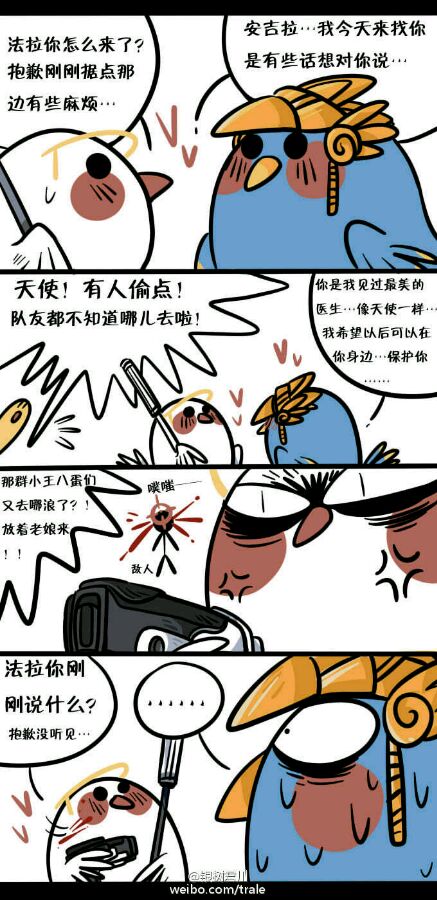 法拉你怎么来了?
抱歉刚刚据点那
边有些麻烦…
安吉拉…我今天来找你
是有些话想对你说…
天使!有人偷点!
队友都不知道哪儿去啦!
你是我见过最美的
医生…像天使一样…
我希望以后可以在
你身边…保护你
……
那群小王八蛋们
又去哪浪了?!
放着老娘来
!!
噗嗤——
敌人
法拉你刚
刚说什么?
抱歉没听见…
……
weibo.com/trale